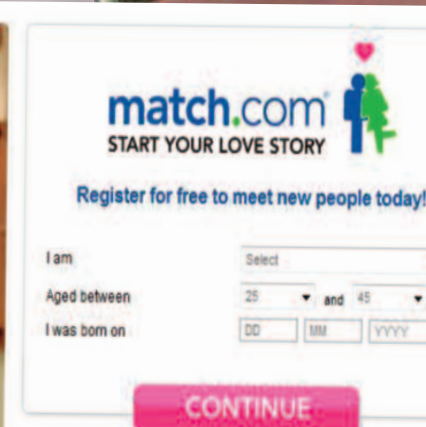 match.com
START YOUR LOVE STORY
Register for free to meet new people today!
I am Select
Aged between 25 and 45
I was born on DD MM YYYY
CONTINUE